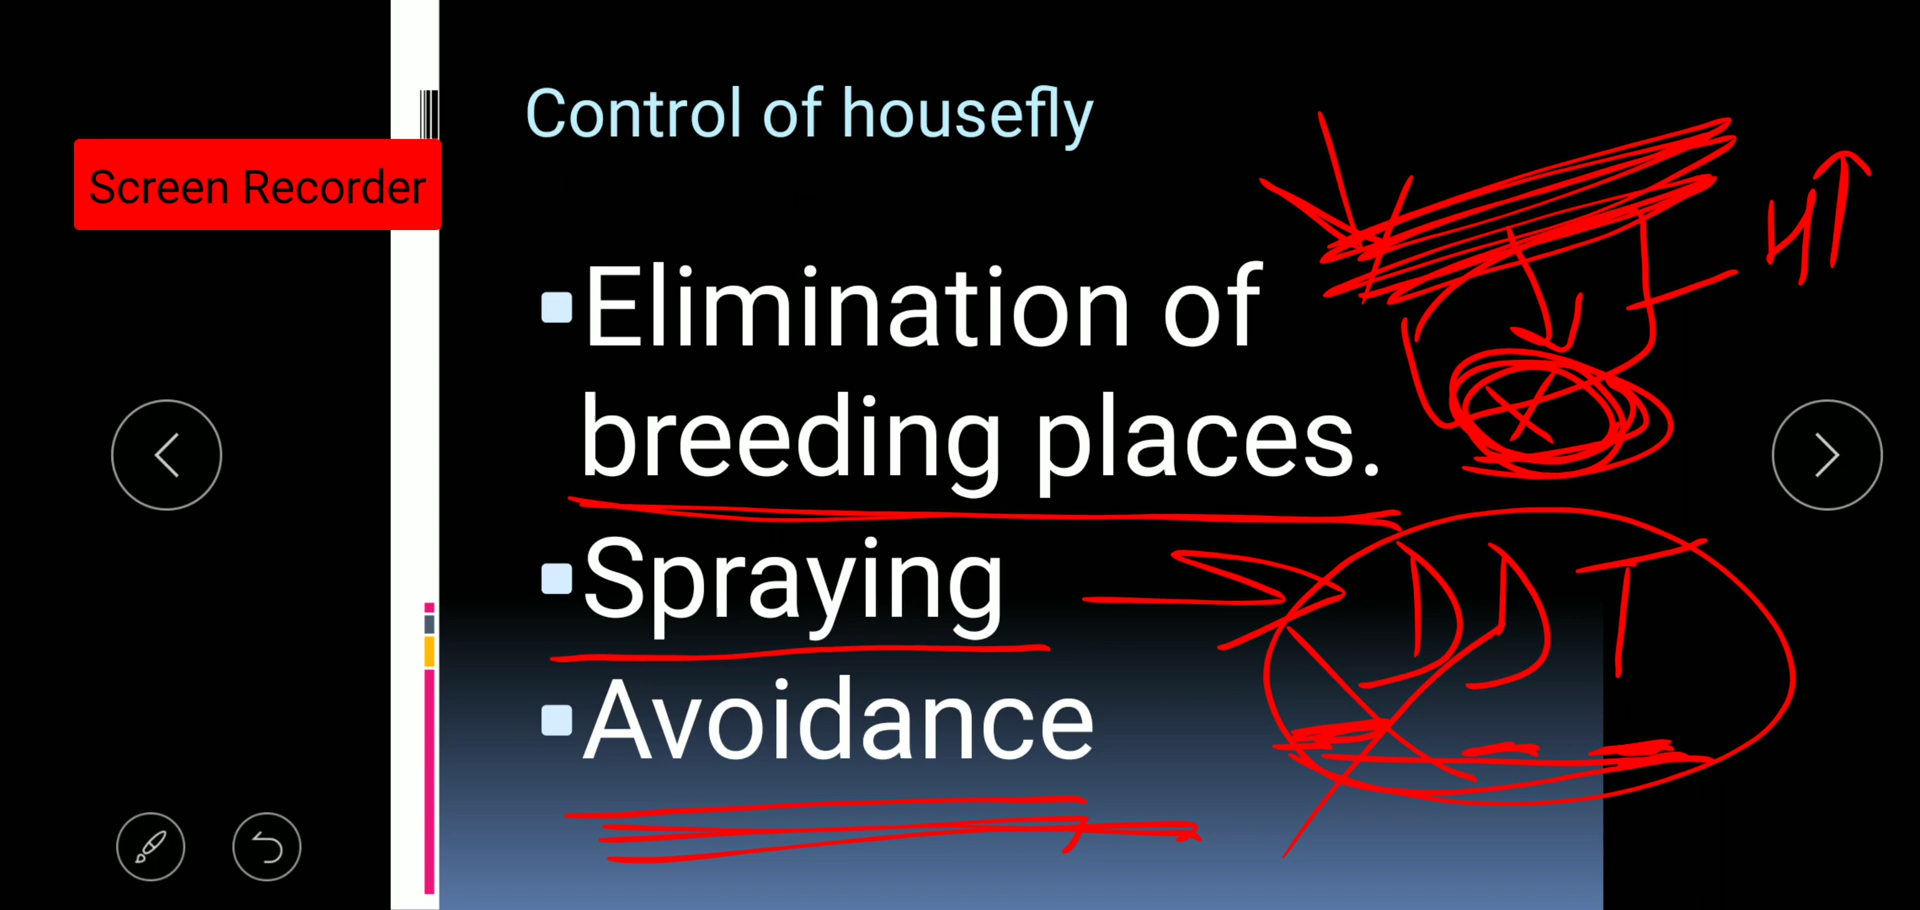 Control of housefly
Screen Recorder
Elimination of
breeding places.
Spraying
DDT
Avoidance